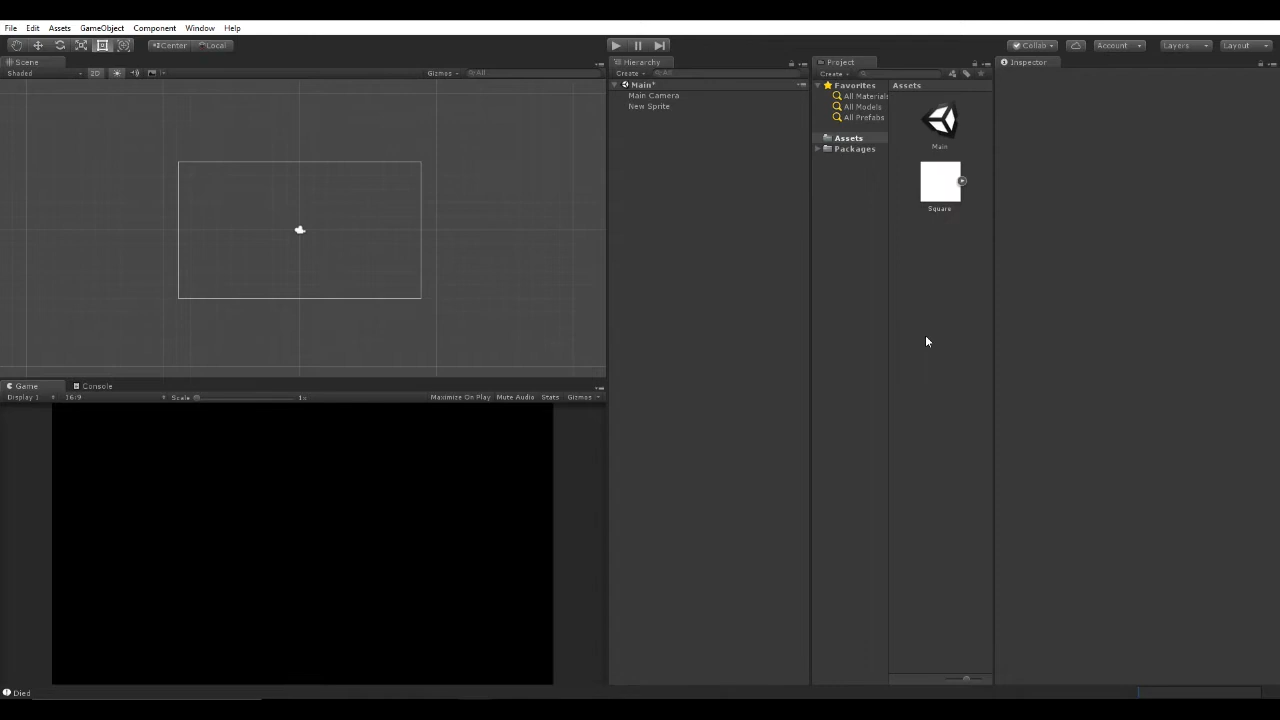 File Edit Assets GameObject Component Window Help
Center Local Collab Account Layers Layout
Scene Hierarchy Project Inspector
Shaded 2D Gizmos All Create All Create
Main*
Main Camera
New Sprite
Favorites
All Materials
All Models
All Prefabs
Assets
Packages
Assets
Main
Square
Game Console
Display 1 16:9 Scale 1x Maximize On Play Mute Audio Stats Gizmos
Died